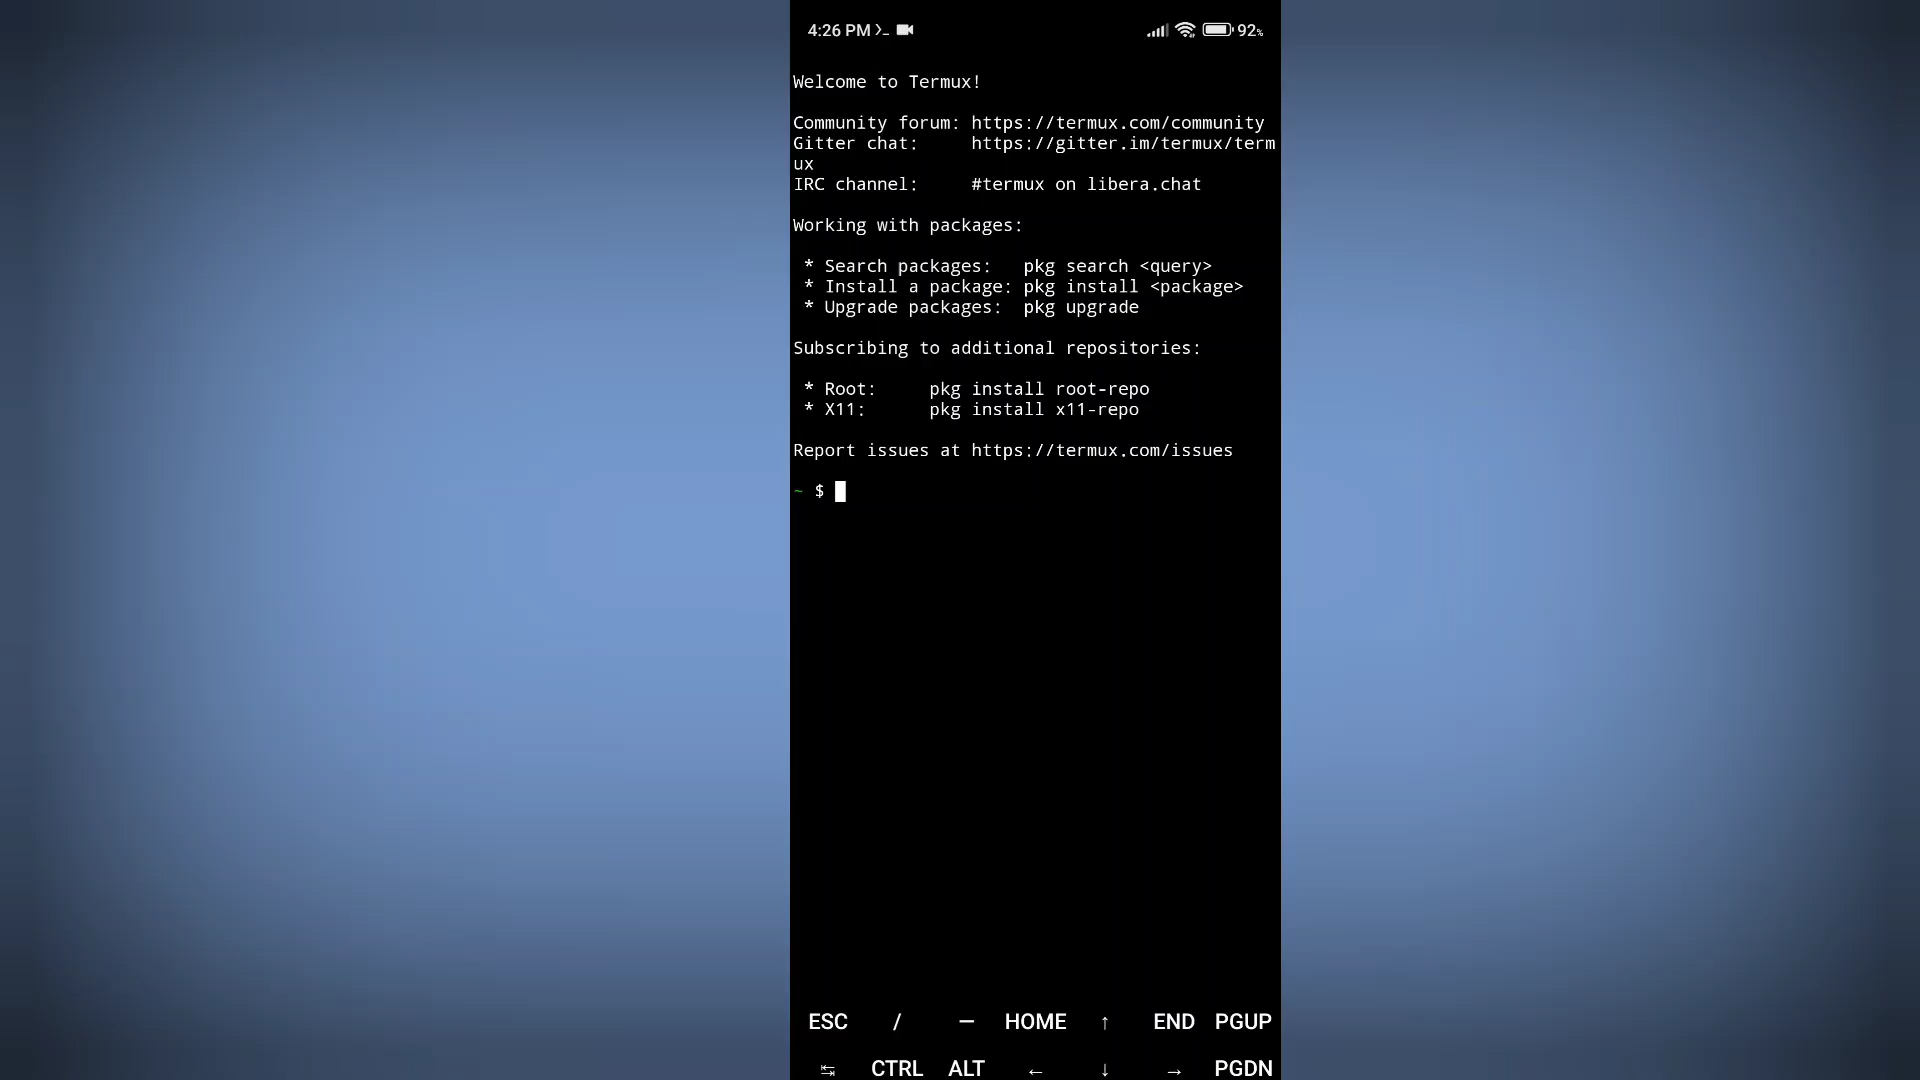 4:26 PM 92%
Welcome to Termux!
Community forum: https://termux.com/community
Gitter chat:     https://gitter.im/termux/term
ux
IRC channel:     #termux on libera.chat
Working with packages:
* Search packages:   pkg search <query>
* Install a package: pkg install <package>
* Upgrade packages:  pkg upgrade
Subscribing to additional repositories:
* Root:     pkg install root-repo
* X11:      pkg install x11-repo
Report issues at https://termux.com/issues
~ $
ESC / — HOME ↑ END PGUP
↹ CTRL ALT ← ↓ → PGDN